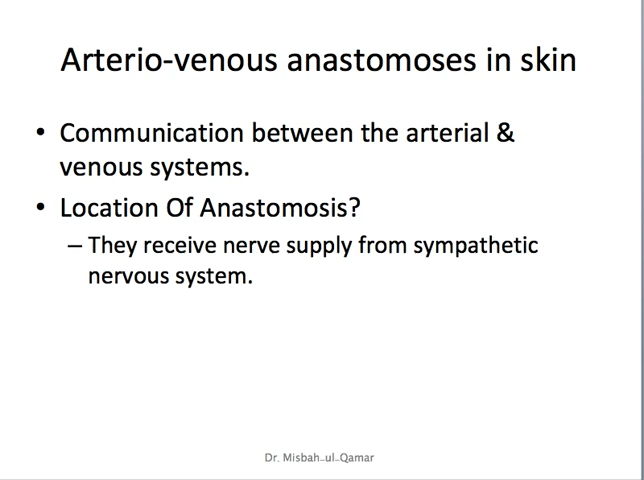 Arterio-venous anastomoses in skin
• Communication between the arterial &
venous systems.
• Location Of Anastomosis?
– They receive nerve supply from sympathetic
nervous system.
Dr. Misbah_ul_Qamar